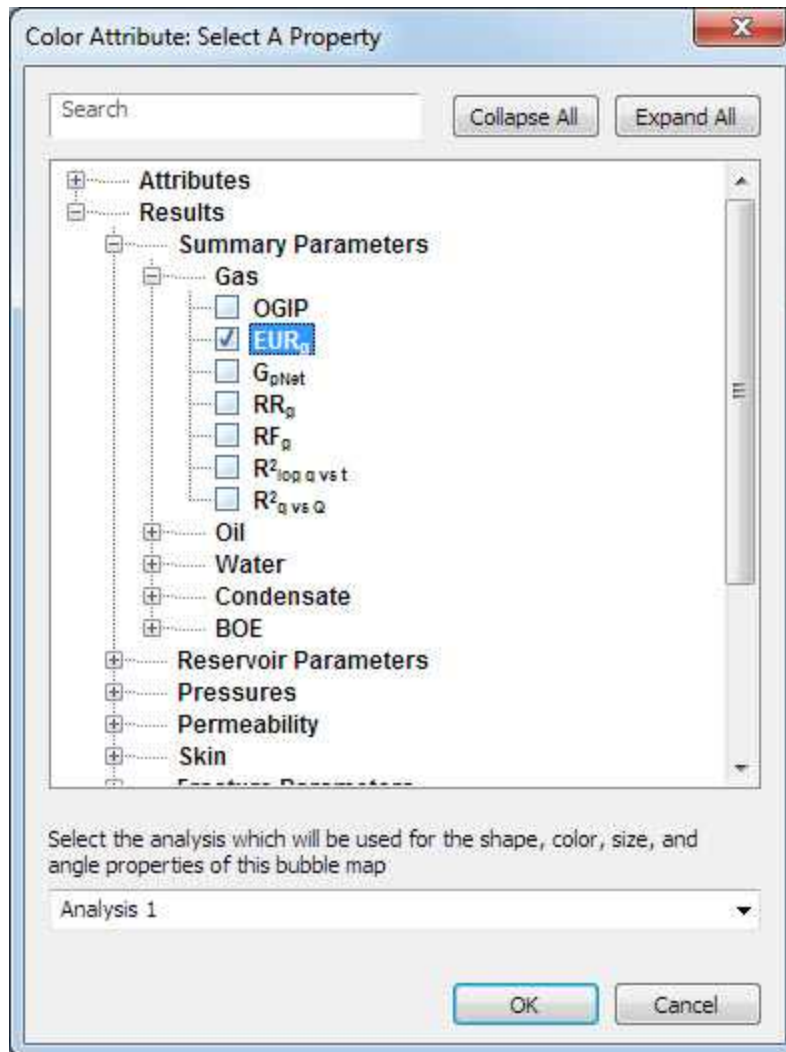 Color Attribute: Select A Property
Search
Collapse All
Expand All
Attributes
Results
Summary Parameters
Gas
OGIP
EURg
GpNet
RRg
RFg
R²log q vs t
R²q vs Q
Oil
Water
Condensate
BOE
Reservoir Parameters
Pressures
Permeability
Skin
Fracture Parameters
Select the analysis which will be used for the shape, color, size, and
angle properties of this bubble map
Analysis 1
OK
Cancel